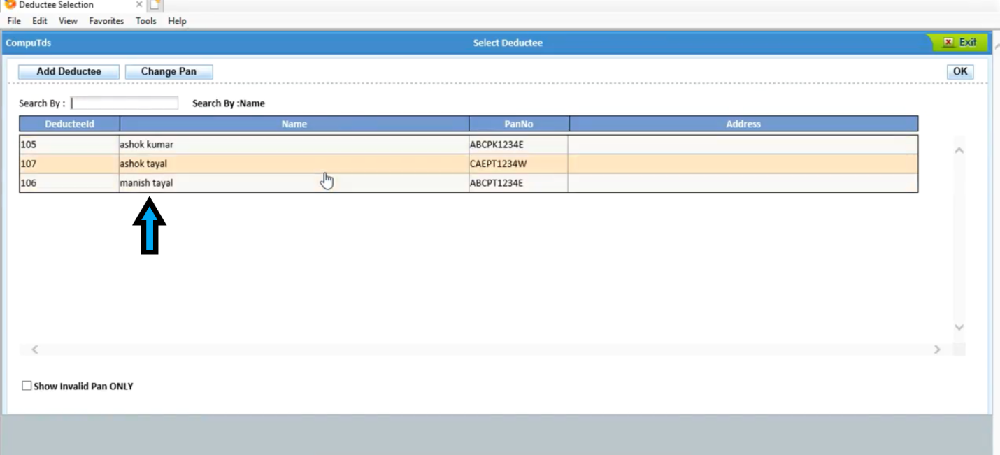 Deductee Selection
File Edit View Favorites Tools Help
CompuTds Select Deductee Exit
Add Deductee Change Pan OK
Search By : Search By :Name
DeducteeId Name PanNo Address
105 ashok kumar ABCPK1234E
107 ashok tayal CAEPT1234W
106 manish tayal ABCPT1234E
Show Invalid Pan ONLY